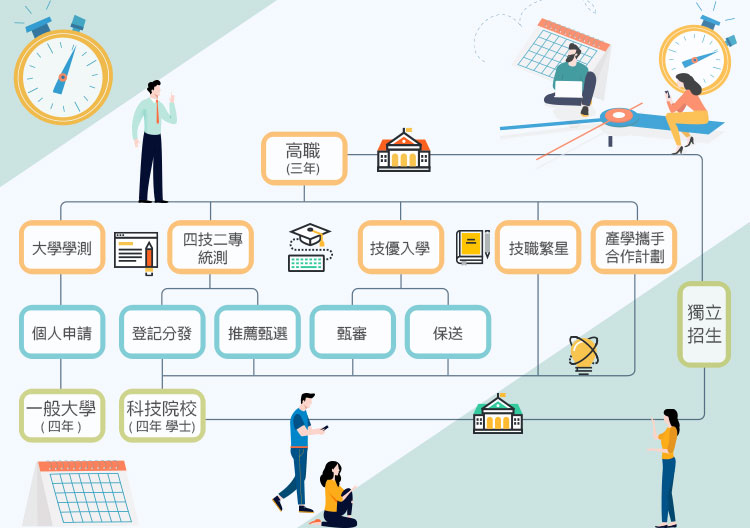 高職
(三年)
大學學測
四技二專
統測
技優入學
技職繁星
產學攜手
合作計劃
獨立
招生
個人申請
登記分發
推薦甄選
甄審
保送
一般大學
( 四年 )
科技院校
( 四年 學士)